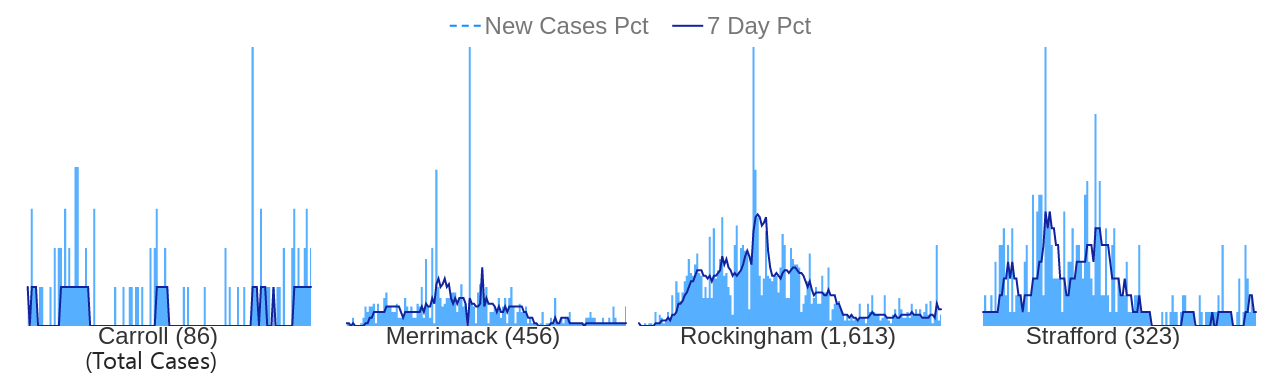 New Cases Pct 7 Day Pct
Carroll (86) Merrimack (456) Rockingham (1,613) Strafford (323)
(Total Cases)